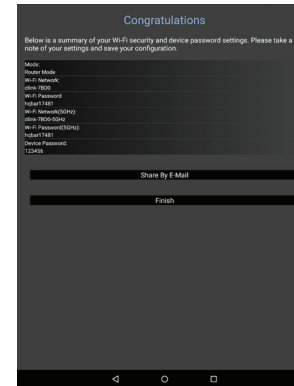 Congratulations
Below is a summary of your Wi-Fi security and device password settings. Please take a
note of your settings and save your configuration.
Mode:
Router Mode
Wi-Fi Network:
dlink-7BD0
Wi-Fi Password
hqbar17481
Wi-Fi Network(5GHz):
dlink-7BD0-5GHz
Wi-Fi Password(5GHz):
hqbar17481
Device Password:
123456
Share By E-Mail
Finish